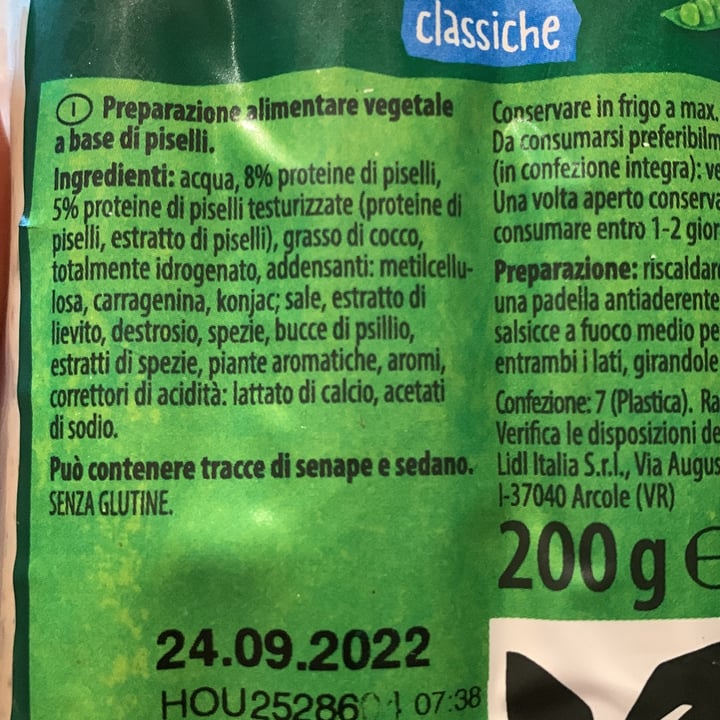 classiche
I Preparazione alimentare vegetale
a base di piselli.
Ingredienti: acqua, 8% proteine di piselli,
5% proteine di piselli testurizzate (proteine di
piselli, estratto di piselli), grasso di cocco,
totalmente idrogenato, addensanti: metilcellu-
losa, carragenina, konjac; sale, estratto di
lievito, destrosio, spezie, bucce di psillio,
estratti di spezie, piante aromatiche, aromi,
correttori di acidità: lattato di calcio, acetati
di sodio.
Può contenere tracce di senape e sedano.
SENZA GLUTINE.
24.09.2022
HOU25286 07:38
Conservare in frigo a max.
Da consumarsi preferibilm
(in confezione integra): ve
Una volta aperto conserva
consumare entro 1-2 gior
Preparazione: riscaldar
una padella antiaderente
salsicce a fuoco medio pe
entrambi i lati, girandole
Confezione: 7 (Plastica). Ra
Verifica le disposizioni de
Lidl Italia S.r.l., Via Augus
I-37040 Arcole (VR)
200 g e